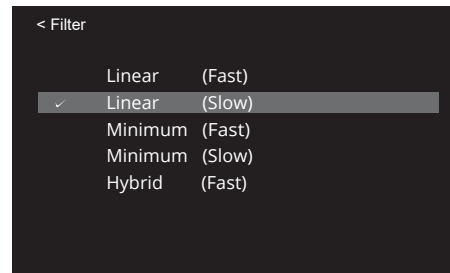 < Filter
Linear (Fast)
✓ Linear (Slow)
Minimum (Fast)
Minimum (Slow)
Hybrid (Fast)